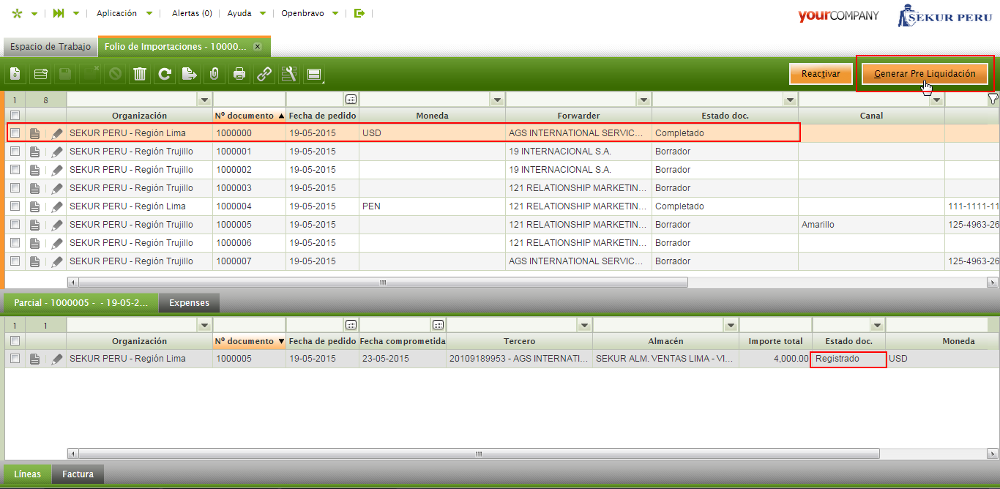 Aplicación Alertas (0) Ayuda Openbravo yourCOMPANY SEKUR PERU
Espacio de Trabajo Folio de Importaciones - 10000...
Reactivar Generar Pre Liquidación
1 8
Organización Nº documento Fecha de pedido Moneda Forwarder Estado doc. Canal
SEKUR PERU - Región Lima 1000000 19-05-2015 USD AGS INTERNATIONAL SERVIC... Completado
SEKUR PERU - Región Trujillo 1000001 19-05-2015 19 INTERNACIONAL S.A. Borrador
SEKUR PERU - Región Trujillo 1000002 19-05-2015 19 INTERNACIONAL S.A. Borrador
SEKUR PERU - Región Trujillo 1000003 19-05-2015 121 RELATIONSHIP MARKETIN... Borrador
SEKUR PERU - Región Lima 1000004 19-05-2015 PEN 121 RELATIONSHIP MARKETIN... Completado 111-1111-11
SEKUR PERU - Región Trujillo 1000005 19-05-2015 121 RELATIONSHIP MARKETIN... Borrador Amarillo 125-4963-26
SEKUR PERU - Región Trujillo 1000006 19-05-2015 121 RELATIONSHIP MARKETIN... Borrador
SEKUR PERU - Región Trujillo 1000007 19-05-2015 AGS INTERNATIONAL SERVIC... Borrador 125-4963-26
Parcial - 1000005 - - 19-05-2... Expenses
1 1
Organización Nº documento Fecha de pedido Fecha comprometida Tercero Almacén Importe total Estado doc. Moneda
SEKUR PERU - Región Lima 1000005 19-05-2015 23-05-2015 20109189953 - AGS INTERNATI... SEKUR ALM. VENTAS LIMA - VI... 4,000.00 Registrado USD
Líneas Factura